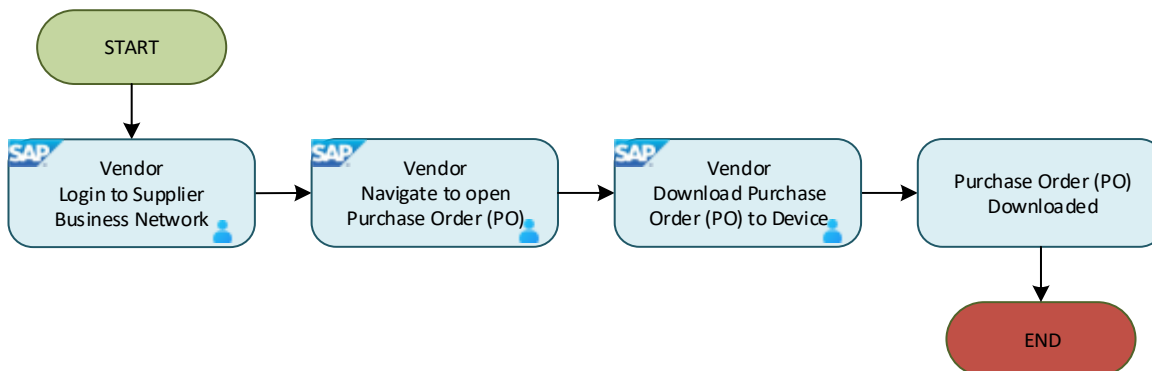 START
SAP
Vendor
Login to Supplier
Business Network
SAP
Vendor
Navigate to open
Purchase Order (PO)
SAP
Vendor
Download Purchase
Order (PO) to Device
Purchase Order (PO)
Downloaded
END